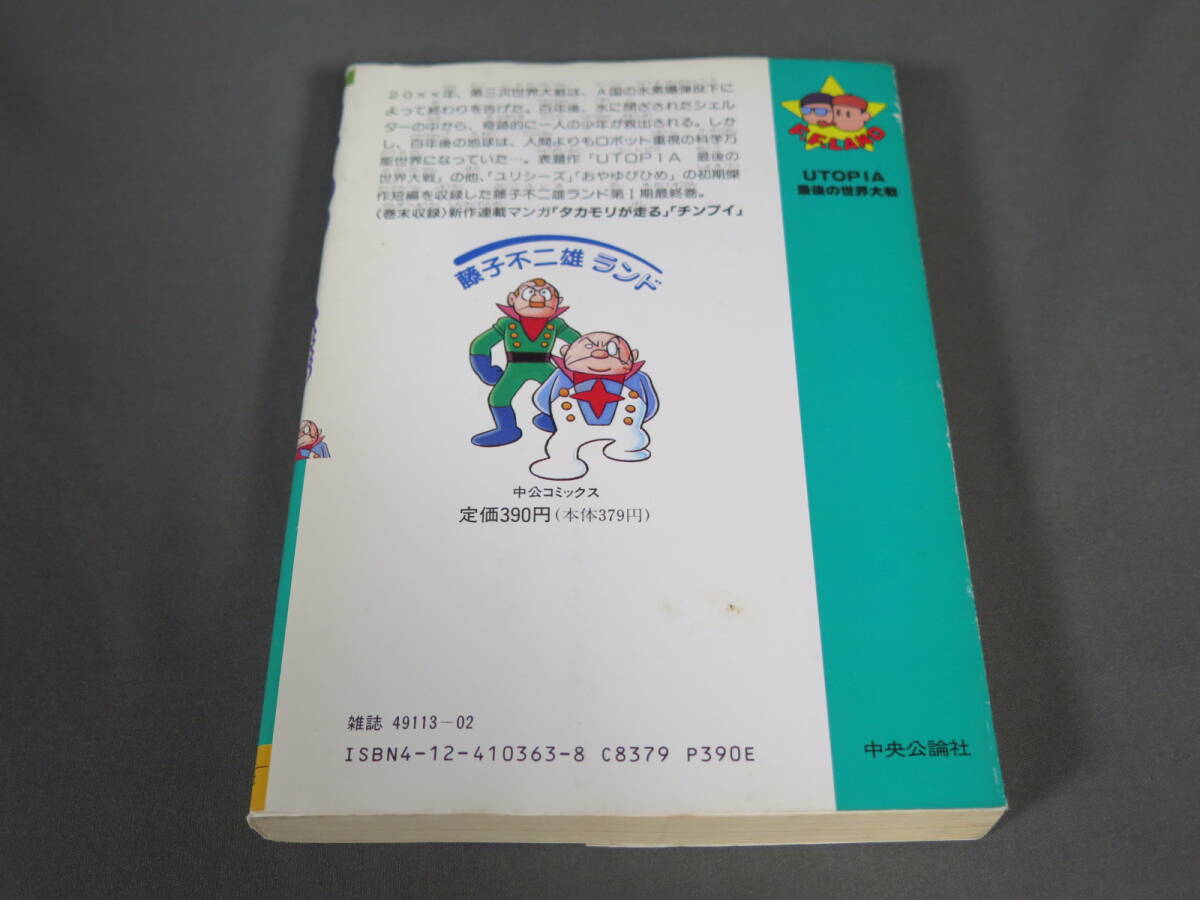 20××年、第三次世界大戦は、A国の水素爆弾投下に
よって終わりを告げた。百年後、氷に閉ざされたシェル
ターの中から、奇跡的に一人の少年が救出される。しか
し、百年後の地球は、人間よりもロボット重視の科学万
能世界になっていた…。表題作「UTOPIA 最後の
世界大戦」の他、「ユリシーズ」「おやゆびひめ」の初期傑
作短編を収録した藤子不二雄ランド第Ⅰ期最終巻。
〈巻末収録〉新作連載マンガ「タカモリが走る」「チンプイ」
藤子不二雄ランド
中公コミックス
定価390円(本体379円)
雑誌 49113-02
ISBN4-12-410363-8 C8379 P390E
F.F.LAND
UTOPIA
最後の世界大戦
中央公論社